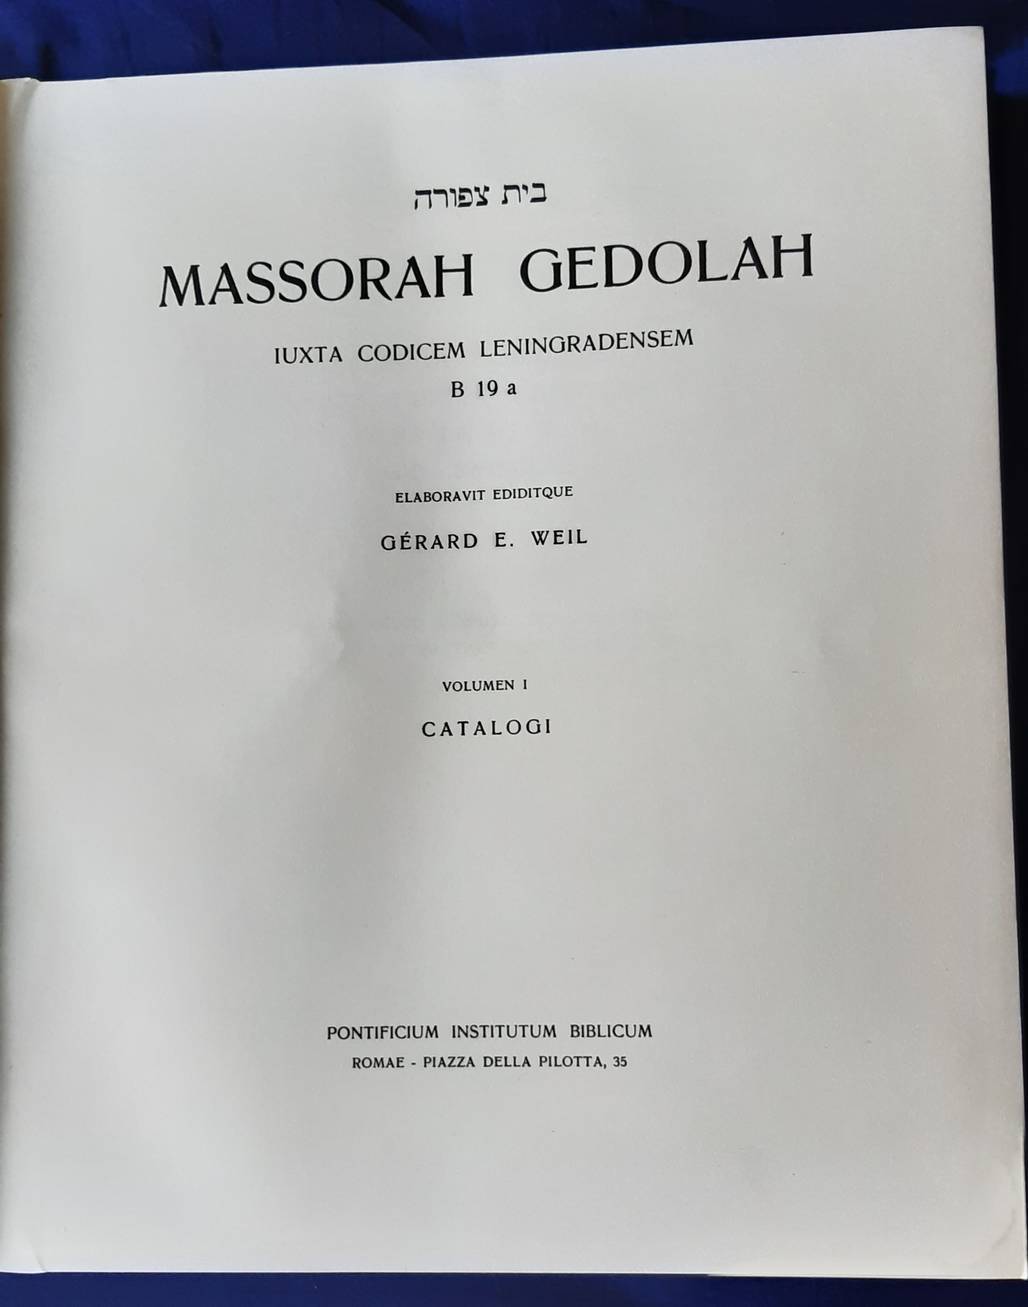 בית צפורה
MASSORAH GEDOLAH
IUXTA CODICEM LENINGRADENSEM
B 19 a
ELABORAVIT EDIDITQUE
GÉRARD E. WEIL
VOLUMEN I
CATALOGI
PONTIFICIUM INSTITUTUM BIBLICUM
ROMAE - PIAZZA DELLA PILOTTA, 35